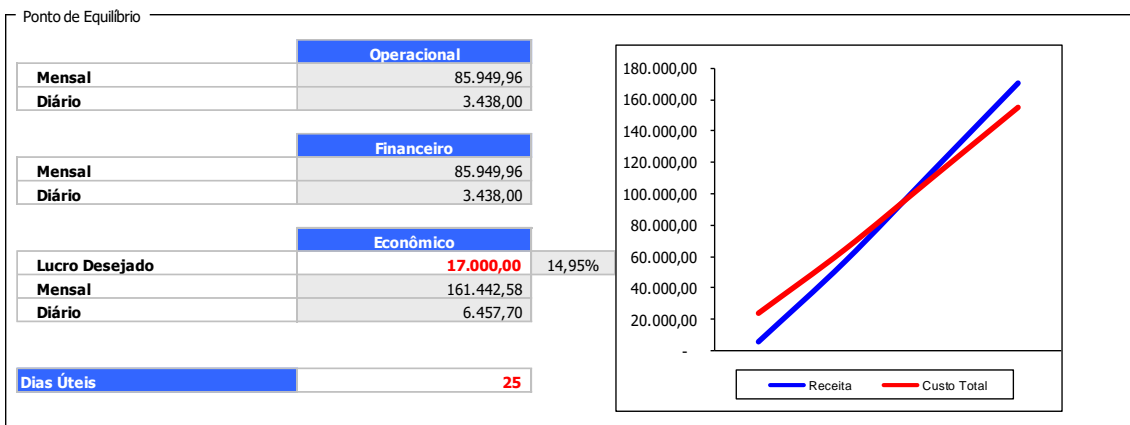 Ponto de Equilíbrio
Operacional
Mensal 85.949,96
Diário 3.438,00
Financeiro
Mensal 85.949,96
Diário 3.438,00
Econômico
Lucro Desejado 17.000,00 14,95%
Mensal 161.442,58
Diário 6.457,70
Dias Úteis 25
180.000,00
160.000,00
140.000,00
120.000,00
100.000,00
80.000,00
60.000,00
40.000,00
20.000,00
-
Receita Custo Total